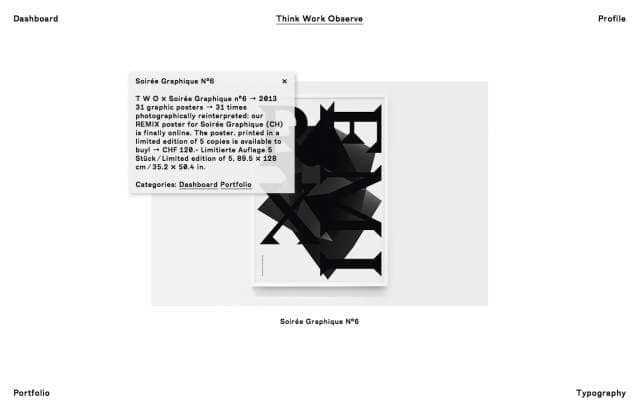 Dashboard
Think Work Observe
Profile
Soirée Graphique N°6
×
T W O × Soirée Graphique n°6 → 2013
31 graphic posters → 31 times
photographically reinterpreted: our
REMIX poster for Soirée Graphique (CH)
is finally online. The poster, printed in a
limited edition of 5 copies is available to
buy! → CHF 120.- Limitierte Auflage 5
Stück / Limited edition of 5, 89.5 × 128
cm / 35.2 × 50.4 in.
Categories: Dashboard Portfolio
Soirée Graphique N°6
Portfolio
Typography